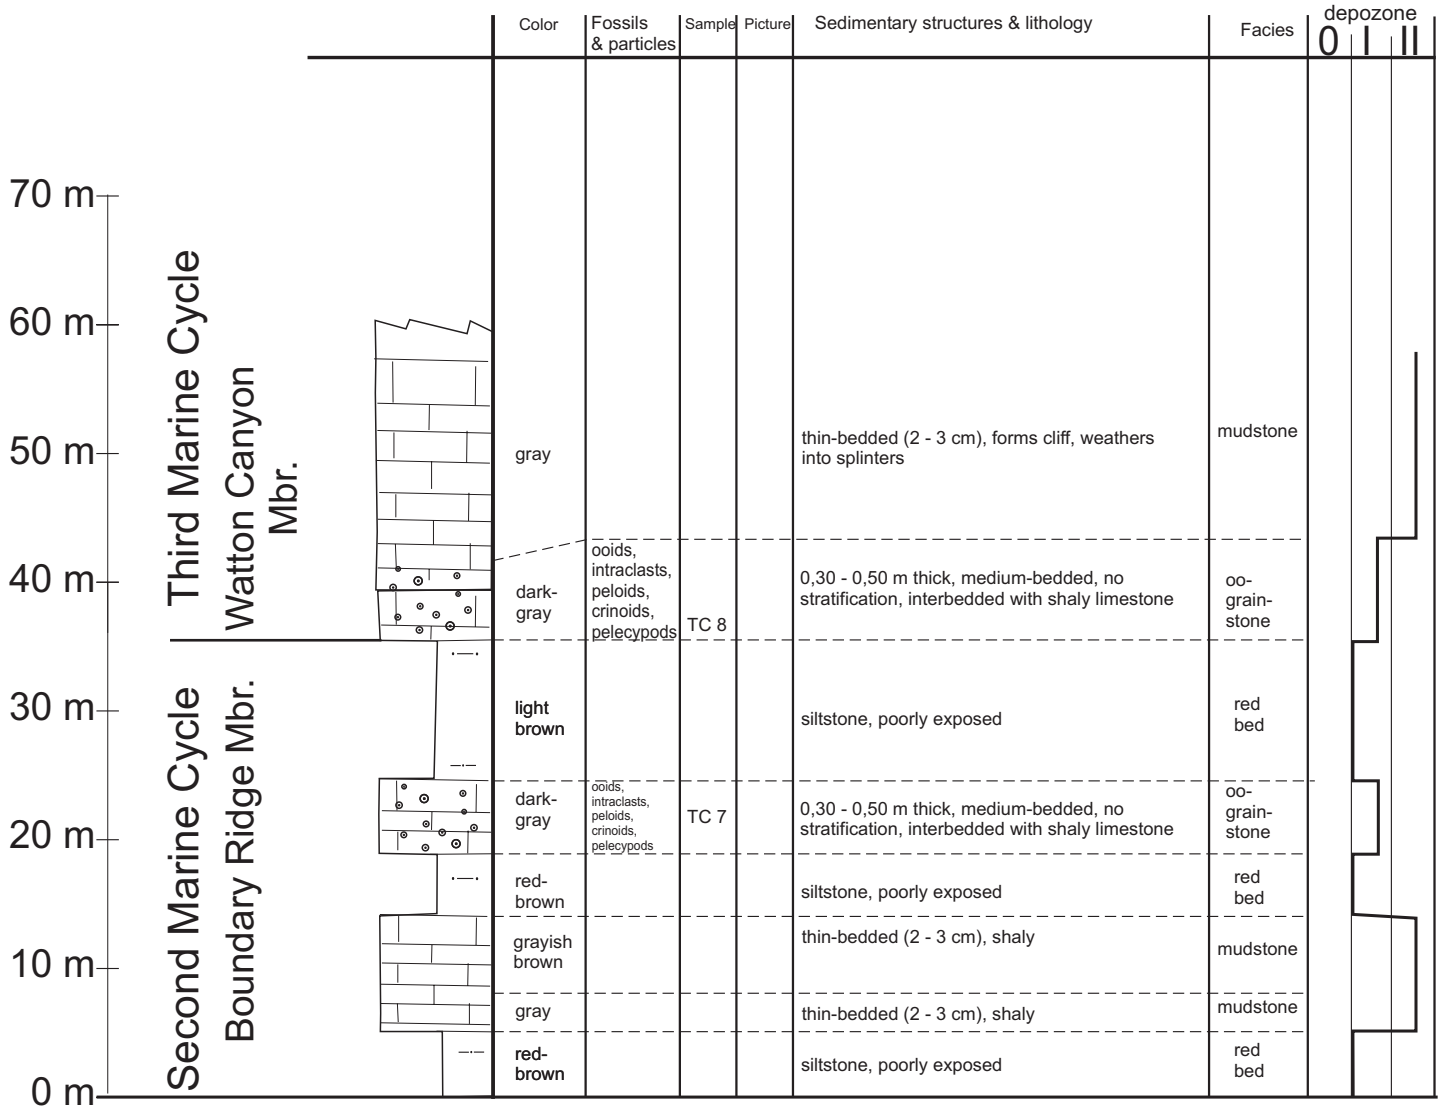 depozone
Color
Fossils
& particles
Sample
Picture
Sedimentary structures & lithology
Facies
0
I
II
70 m
60 m
50 m
40 m
30 m
20 m
10 m
0 m
Third Marine Cycle
Watton Canyon
Mbr.
Second Marine Cycle
Boundary Ridge Mbr.
gray
thin-bedded (2 - 3 cm), forms cliff, weathers
into splinters
mudstone
dark-
gray
ooids,
intraclasts,
peloids,
crinoids,
pelecypods
TC 8
0,30 - 0,50 m thick, medium-bedded, no
stratification, interbedded with shaly limestone
oo-
grain-
stone
light
brown
siltstone, poorly exposed
red
bed
dark-
gray
ooids,
intraclasts,
peloids,
crinoids,
pelecypods
TC 7
0,30 - 0,50 m thick, medium-bedded, no
stratification, interbedded with shaly limestone
oo-
grain-
stone
red-
brown
siltstone, poorly exposed
red
bed
grayish
brown
thin-bedded (2 - 3 cm), shaly
mudstone
gray
thin-bedded (2 - 3 cm), shaly
mudstone
red-
brown
siltstone, poorly exposed
red
bed